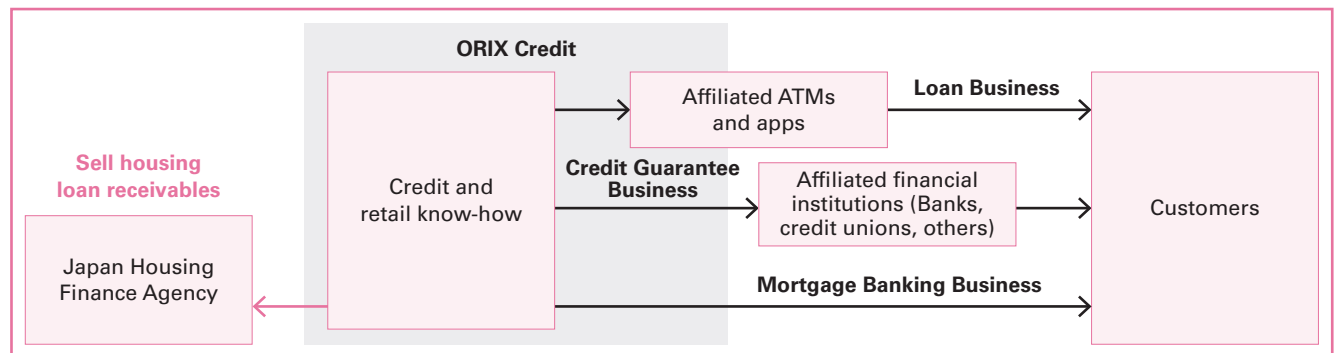 ORIX Credit
Affiliated ATMs
and apps
Loan Business
Sell housing
loan receivables
Credit and
retail know-how
Credit Guarantee
Business
Affiliated financial
institutions (Banks,
credit unions, others)
Customers
Japan Housing
Finance Agency
Mortgage Banking Business